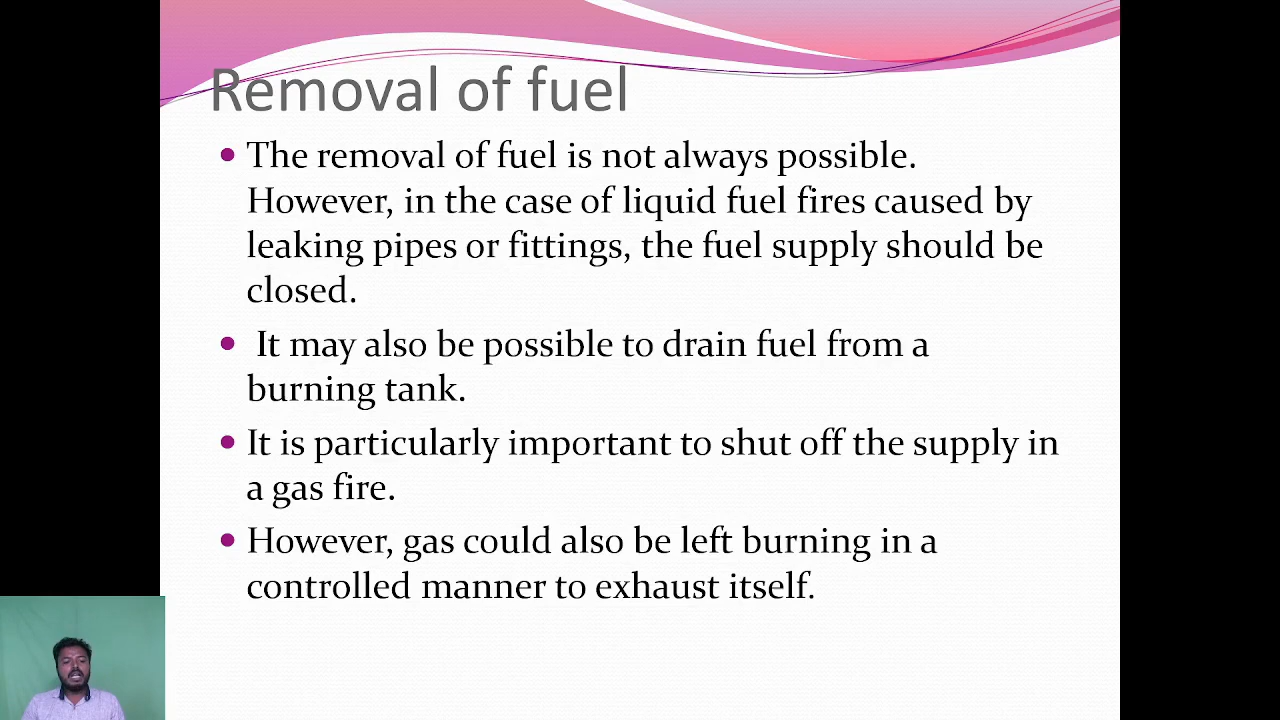 Removal of fuel
• The removal of fuel is not always possible.
However, in the case of liquid fuel fires caused by
leaking pipes or fittings, the fuel supply should be
closed.
• It may also be possible to drain fuel from a
burning tank.
• It is particularly important to shut off the supply in
a gas fire.
• However, gas could also be left burning in a
controlled manner to exhaust itself.